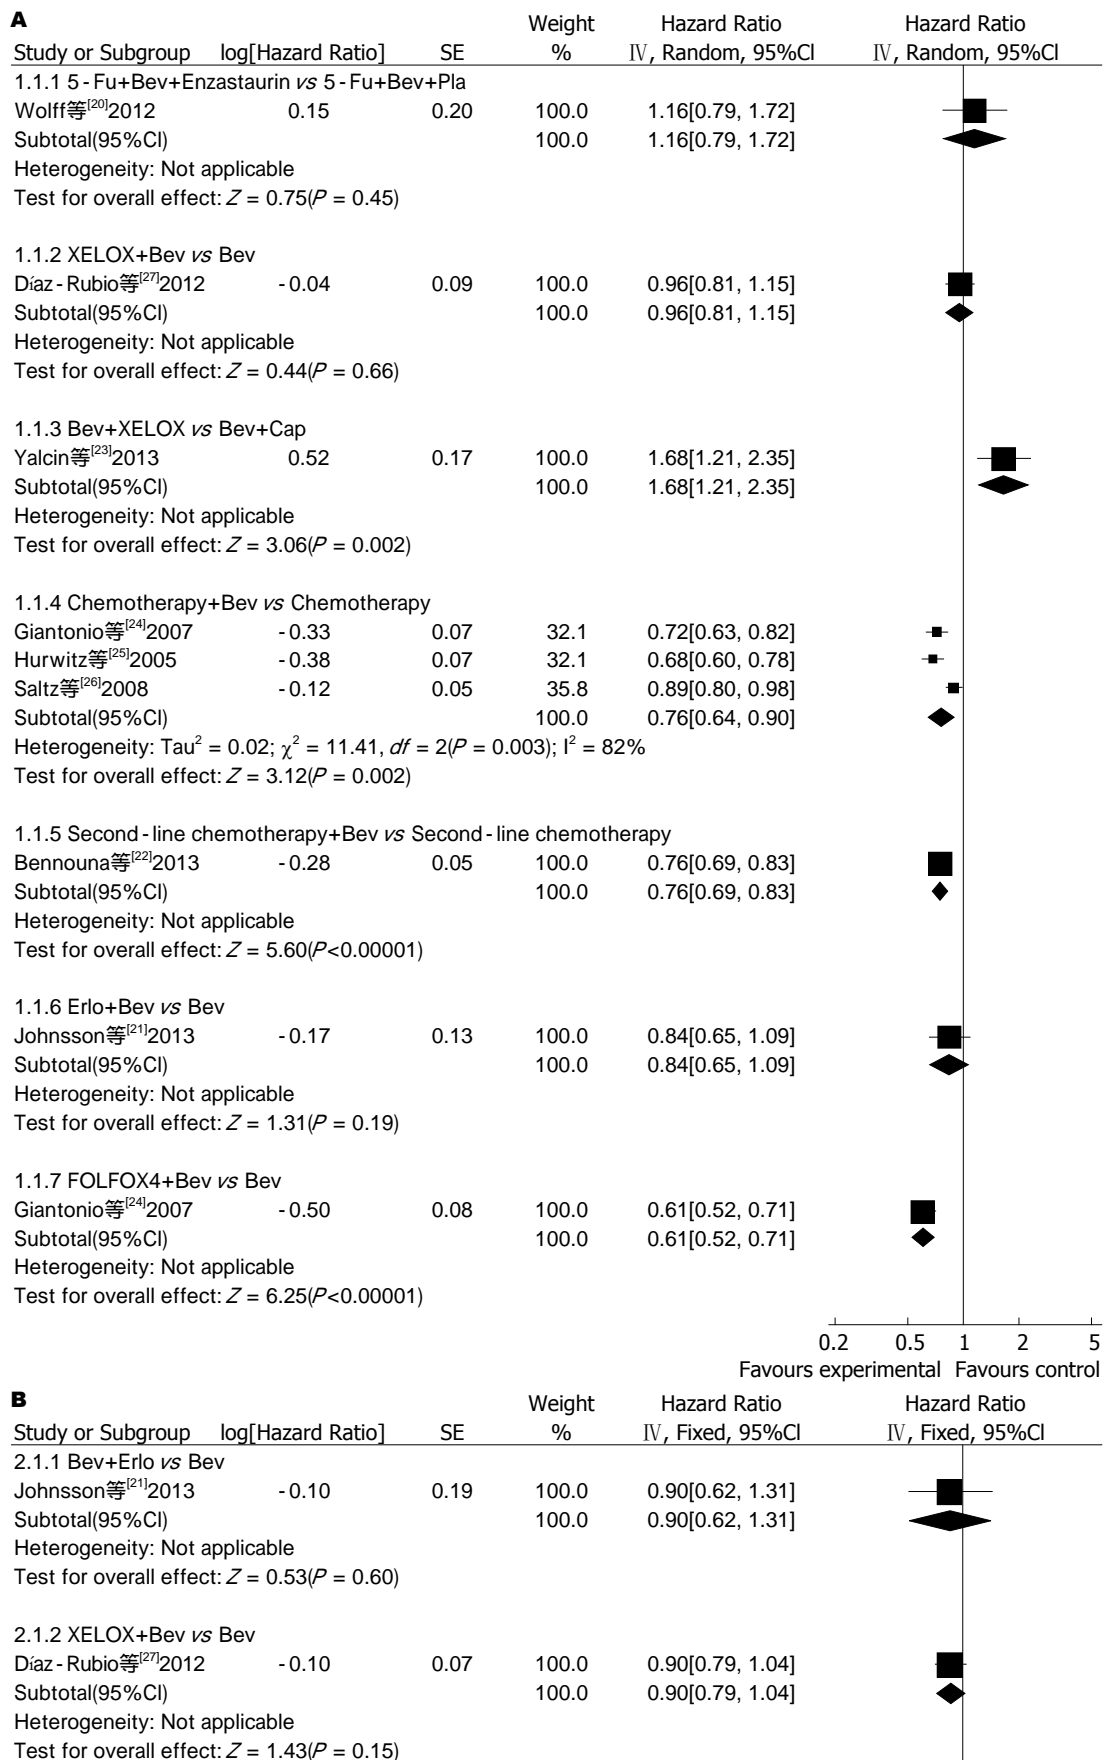 A
Weight Hazard Ratio Hazard Ratio
Study or Subgroup log[Hazard Ratio] SE % Ⅳ, Random, 95%CI Ⅳ, Random, 95%CI
1.1.1 5-Fu+Bev+Enzastaurin vs 5-Fu+Bev+Pla
Wolff等[20]2012 0.15 0.20 100.0 1.16[0.79, 1.72]
Subtotal(95%CI) 100.0 1.16[0.79, 1.72]
Heterogeneity: Not applicable
Test for overall effect: Z = 0.75(P = 0.45)
1.1.2 XELOX+Bev vs Bev
Díaz-Rubio等[27]2012 -0.04 0.09 100.0 0.96[0.81, 1.15]
Subtotal(95%CI) 100.0 0.96[0.81, 1.15]
Heterogeneity: Not applicable
Test for overall effect: Z = 0.44(P = 0.66)
1.1.3 Bev+XELOX vs Bev+Cap
Yalcin等[23]2013 0.52 0.17 100.0 1.68[1.21, 2.35]
Subtotal(95%CI) 100.0 1.68[1.21, 2.35]
Heterogeneity: Not applicable
Test for overall effect: Z = 3.06(P = 0.002)
1.1.4 Chemotherapy+Bev vs Chemotherapy
Giantonio等[24]2007 -0.33 0.07 32.1 0.72[0.63, 0.82]
Hurwitz等[25]2005 -0.38 0.07 32.1 0.68[0.60, 0.78]
Saltz等[26]2008 -0.12 0.05 35.8 0.89[0.80, 0.98]
Subtotal(95%CI) 100.0 0.76[0.64, 0.90]
Heterogeneity: Tau² = 0.02; χ² = 11.41, df = 2(P = 0.003); I² = 82%
Test for overall effect: Z = 3.12(P = 0.002)
1.1.5 Second-line chemotherapy+Bev vs Second-line chemotherapy
Bennouna等[22]2013 -0.28 0.05 100.0 0.76[0.69, 0.83]
Subtotal(95%CI) 100.0 0.76[0.69, 0.83]
Heterogeneity: Not applicable
Test for overall effect: Z = 5.60(P<0.00001)
1.1.6 Erlo+Bev vs Bev
Johnsson等[21]2013 -0.17 0.13 100.0 0.84[0.65, 1.09]
Subtotal(95%CI) 100.0 0.84[0.65, 1.09]
Heterogeneity: Not applicable
Test for overall effect: Z = 1.31(P = 0.19)
1.1.7 FOLFOX4+Bev vs Bev
Giantonio等[24]2007 -0.50 0.08 100.0 0.61[0.52, 0.71]
Subtotal(95%CI) 100.0 0.61[0.52, 0.71]
Heterogeneity: Not applicable
Test for overall effect: Z = 6.25(P<0.00001)
0.2 0.5 1 2 5
Favours experimental Favours control
B
Weight Hazard Ratio Hazard Ratio
Study or Subgroup log[Hazard Ratio] SE % Ⅳ, Fixed, 95%CI Ⅳ, Fixed, 95%CI
2.1.1 Bev+Erlo vs Bev
Johnsson等[21]2013 -0.10 0.19 100.0 0.90[0.62, 1.31]
Subtotal(95%CI) 100.0 0.90[0.62, 1.31]
Heterogeneity: Not applicable
Test for overall effect: Z = 0.53(P = 0.60)
2.1.2 XELOX+Bev vs Bev
Díaz-Rubio等[27]2012 -0.10 0.07 100.0 0.90[0.79, 1.04]
Subtotal(95%CI) 100.0 0.90[0.79, 1.04]
Heterogeneity: Not applicable
Test for overall effect: Z = 1.43(P = 0.15)